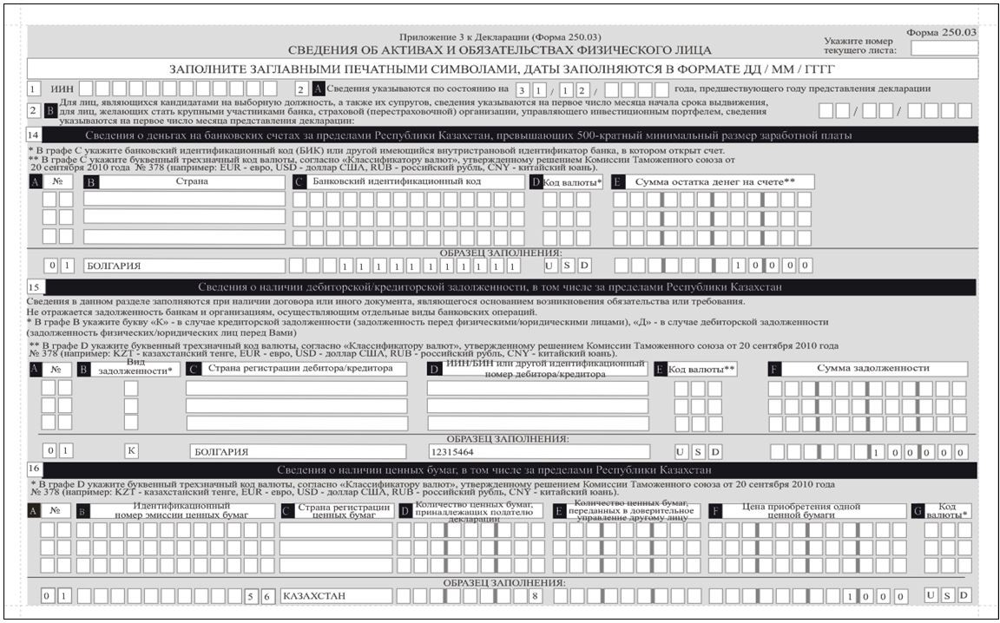 Форма 250.03
Приложение 3 к Декларации (Форма 250.03)
Укажите номер
текущего листа:
СВЕДЕНИЯ ОБ АКТИВАХ И ОБЯЗАТЕЛЬСТВАХ ФИЗИЧЕСКОГО ЛИЦА
ЗАПОЛНИТЕ ЗАГЛАВНЫМИ ПЕЧАТНЫМИ СИМВОЛАМИ, ДАТЫ ЗАПОЛНЯЮТСЯ В ФОРМАТЕ ДД / ММ / ГГГГ
1 ИИН 2 A Сведения указываются по состоянию на 3 1 / 1 2 / года, предшествующего году представления декларации
2 B Для лиц, являющихся кандидатами на выборную должность, а также их супругов, сведения указываются на первое число месяца начала срока выдвижения,
для лиц, желающих стать крупными участниками банка, страховой (перестраховочной) организации, управляющего инвестиционным портфелем, сведения / /
указываются на первое число месяца представления декларации:
14 Сведения о деньгах на банковских счетах за пределами Республики Казахстан, превышающих 500-кратный минимальный размер заработной платы
* В графе С укажите банковский идентификационный код (БИК) или другой имеющийся внутристрановой идентификатор банка, в котором открыт счет.
** В графе С укажите буквенный трехзначный код валюты, согласно «Классификатору валют», утвержденному решением Комиссии Таможенного союза от
20 сентября 2010 года № 378 (например: EUR - евро, USD - доллар США, RUB - российский рубль, CNY - китайский юань).
A № B Страна C Банковский идентификационный код D Код валюты* E Сумма остатка денег на счете**
ОБРАЗЕЦ ЗАПОЛНЕНИЯ:
0 1 БОЛГАРИЯ 1 1 1 1 1 1 1 1 1 1 1 U S D 1 0 0 0 0
15 Сведения о наличии дебиторской/кредиторской задолженности, в том числе за пределами Республики Казахстан
Сведения в данном разделе заполняются при наличии договора или иного документа, являющегося основанием возникновения обязательства или требования.
Не отражается задолженность банкам и организациям, осуществляющим отдельные виды банковских операций.
* В графе В укажите букву «К» - в случае кредиторской задолженности (задолженность перед физическими/юридическими лицами), «Д» - в случае дебиторской задолженности
(задолженность физических/юридических лиц перед Вами)
** В графе D укажите буквенный трехзначный код валюты, согласно «Классификатору валют», утвержденному решением Комиссии Таможенного союза от 20 сентября 2010 года
№ 378 (например: KZT - казахстанский тенге, EUR - евро, USD - доллар США, RUB - российский рубль, CNY - китайский юань).
A № B Вид задолженности* C Страна регистрации дебитора/кредитора D ИИН/БИН или другой идентификационный номер дебитора/кредитора E Код валюты** F Сумма задолженности
ОБРАЗЕЦ ЗАПОЛНЕНИЯ:
0 1 К БОЛГАРИЯ 12315464 U S D 1 0 0 0 0 0
16 Сведения о наличии ценных бумаг, в том числе за пределами Республики Казахстан
* В графе D укажите буквенный трехзначный код валюты, согласно «Классификатору валют», утвержденному решением Комиссии Таможенного союза от 20 сентября 2010 года
№ 378 (например: KZT - казахстанский тенге, EUR - евро, USD - доллар США, RUB - российский рубль, CNY - китайский юань).
A № B Идентификационный номер эмиссии ценных бумаг C Страна регистрации ценных бумаг D Количество ценных бумаг, принадлежащих подателю декларации E Количество ценных бумаг, переданных в доверительное управление другому лицу F Цена приобретения одной ценной бумаги G Код валюты*
ОБРАЗЕЦ ЗАПОЛНЕНИЯ:
0 1 5 6 КАЗАХСТАН 8 1 0 0 0 U S D